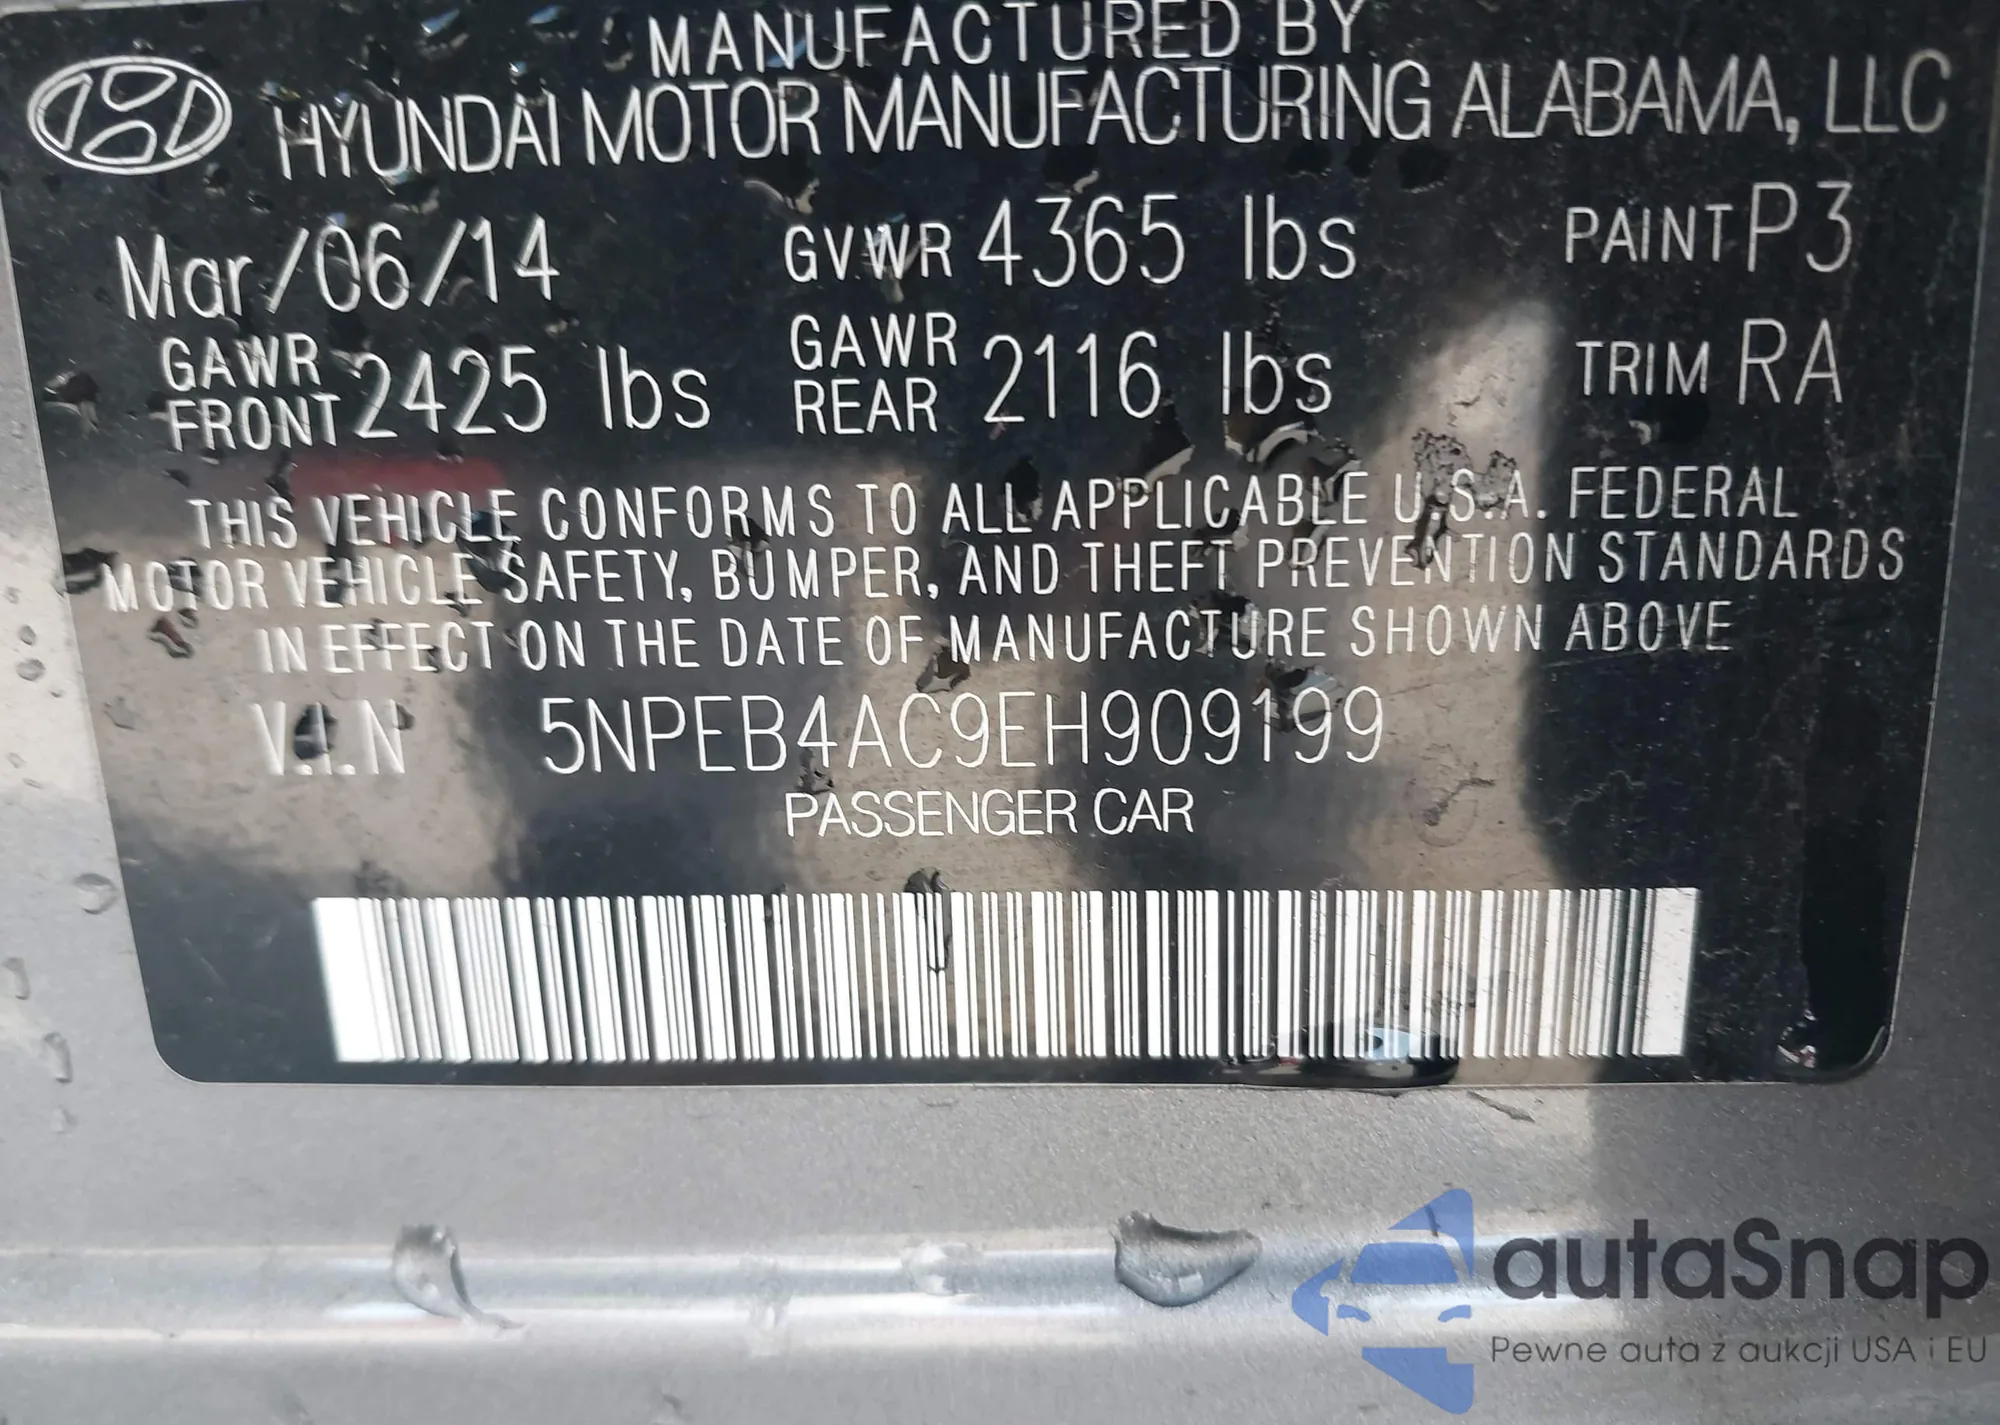 MANUFACTURED BY
HYUNDAI MOTOR MANUFACTURING ALABAMA, LLC
Mar/06/14 GVWR 4365 lbs PAINT P3
GAWR FRONT 2425 lbs GAWR REAR 2116 lbs TRIM RA
THIS VEHICLE CONFORMS TO ALL APPLICABLE U.S.A. FEDERAL
MOTOR VEHICLE SAFETY, BUMPER, AND THEFT PREVENTION STANDARDS
IN EFFECT ON THE DATE OF MANUFACTURE SHOWN ABOVE
V.I.N 5NPEB4AC9EH909199
PASSENGER CAR
autaSnap
Pewne auta z aukcji USA i EU